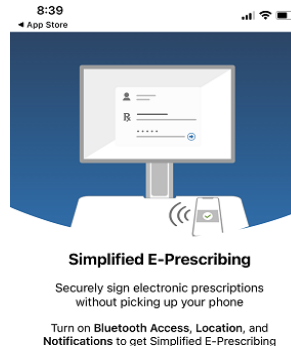 8:39
◀ App Store
℞
Simplified E-Prescribing
Securely sign electronic prescriptions
without picking up your phone
Turn on Bluetooth Access, Location, and
Notifications to get Simplified E-Prescribing